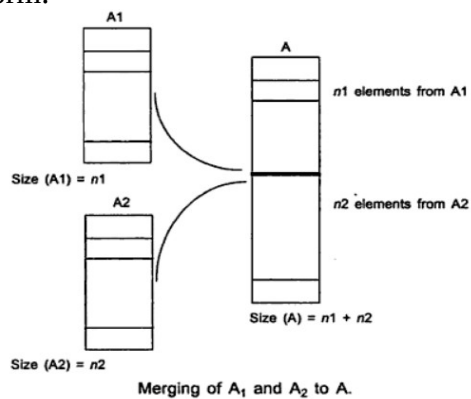 A1
A
n1 elements from A1
Size (A1) = n1
A2
n2 elements from A2
Size (A) = n1 + n2
Size (A2) = n2
Merging of A₁ and A₂ to A.